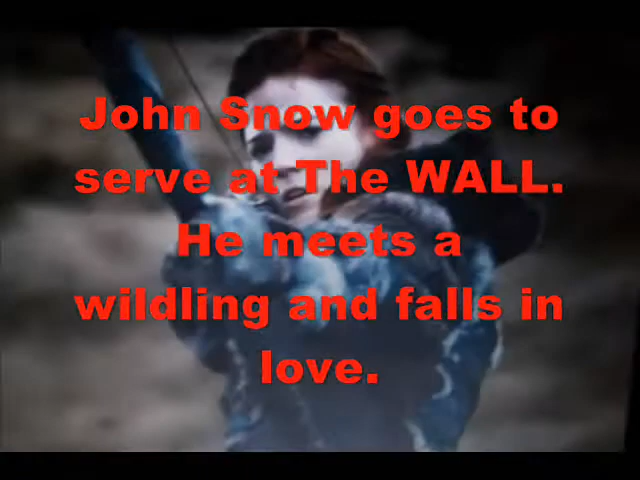 John Snow goes to
serve at The WALL.
He meets a
wildling and falls in
love.